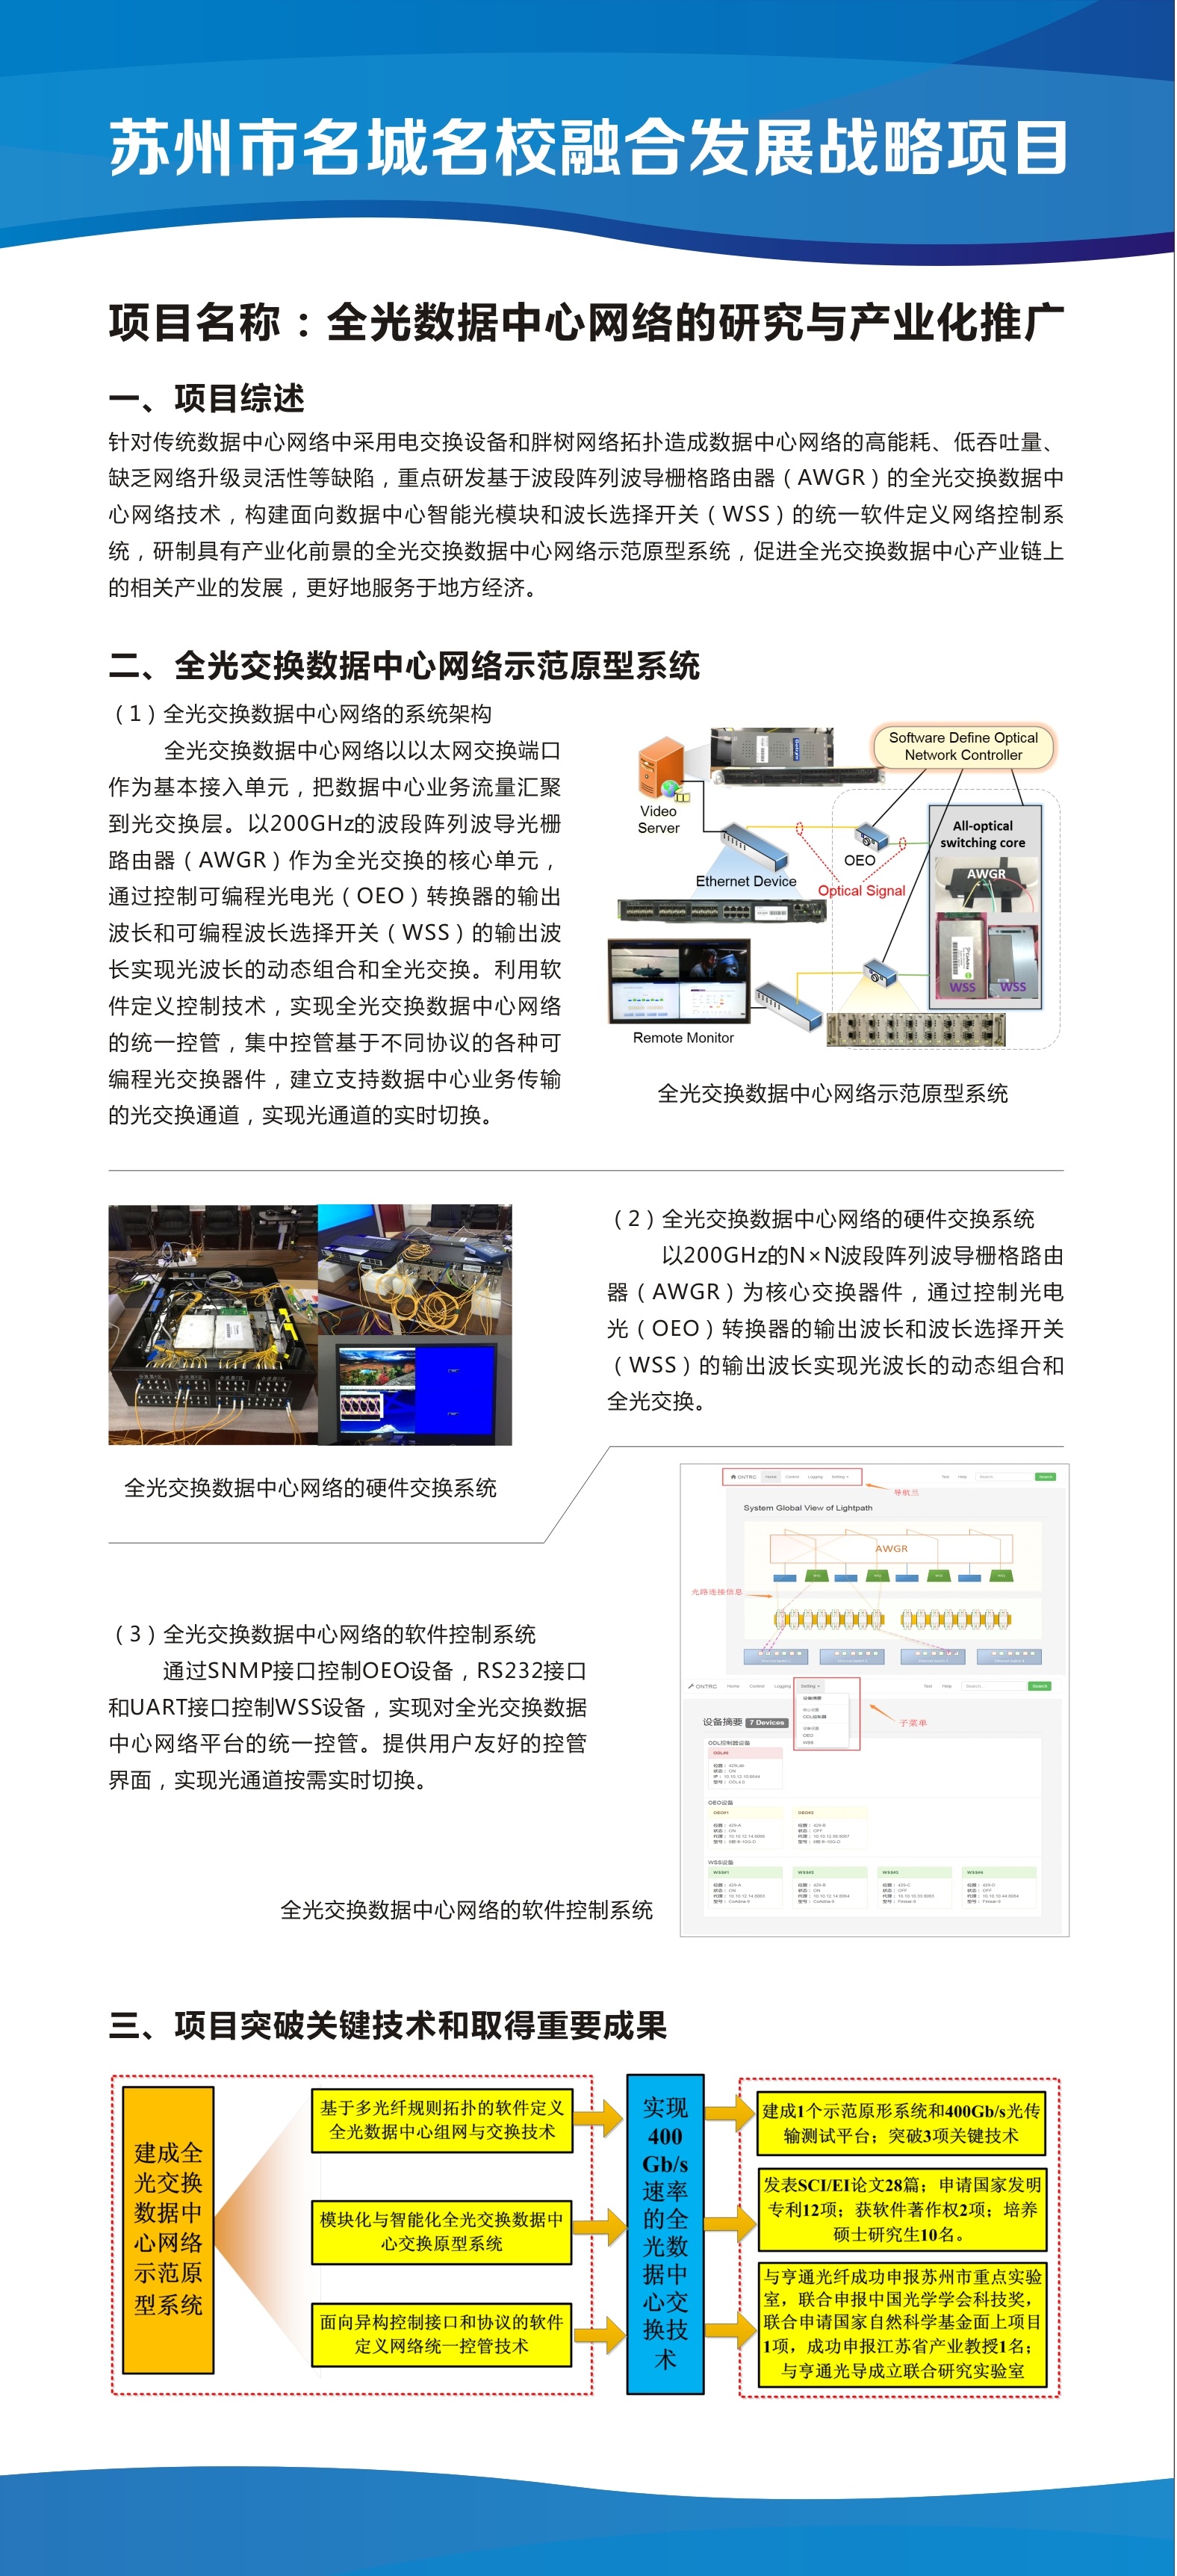 苏州市名城名校融合发展战略项目
项目名称：全光数据中心网络的研究与产业化推广
一、项目综述
针对传统数据中心网络中采用电交换设备和胖树网络拓扑造成数据中心网络的高能耗、低吞吐量、
缺乏网络升级灵活性等缺陷，重点研发基于波段阵列波导栅格路由器（AWGR）的全光交换数据中
心网络技术，构建面向数据中心智能光模块和波长选择开关（WSS）的统一软件定义网络控制系
统，研制具有产业化前景的全光交换数据中心网络示范原型系统，促进全光交换数据中心产业链上
的相关产业的发展，更好地服务于地方经济。
二、全光交换数据中心网络示范原型系统
（1）全光交换数据中心网络的系统架构
全光交换数据中心网络以以太网交换端口
作为基本接入单元，把数据中心业务流量汇聚
到光交换层。以200GHz的波段阵列波导光栅
路由器（AWGR）作为全光交换的核心单元，
通过控制可编程光电光（OEO）转换器的输出
波长和可编程波长选择开关（WSS）的输出波
长实现光波长的动态组合和全光交换。利用软
件定义控制技术，实现全光交换数据中心网络
的统一控管，集中控管基于不同协议的各种可
编程光交换器件，建立支持数据中心业务传输
的光交换通道，实现光通道的实时切换。
Software Define Optical
Network Controller
Video
Server
All-optical
switching core
OEO
AWGR
Ethernet Device
Optical Signal
WSS
WSS
Remote Monitor
全光交换数据中心网络示范原型系统
（2）全光交换数据中心网络的硬件交换系统
以200GHz的N×N波段阵列波导栅格路由
器（AWGR）为核心交换器件，通过控制光电
光（OEO）转换器的输出波长和波长选择开关
（WSS）的输出波长实现光波长的动态组合和
全光交换。
全光交换数据中心网络的硬件交换系统
（3）全光交换数据中心网络的软件控制系统
通过SNMP接口控制OEO设备，RS232接口
和UART接口控制WSS设备，实现对全光交换数据
中心网络平台的统一控管。提供用户友好的控管
界面，实现光通道按需实时切换。
ONTRC Home Control Logging Setting Test Help Search... Search
导航兰
System Global View of Lightpath
AWGR
光路连接信息
ONTRC Home Control Logging Setting Test Help Search... Search
设备摘要
ODL控制器
OEO
WSS
子菜单
设备摘要 7 Devices
ODL控制器设备
OEO设备
WSS设备
全光交换数据中心网络的软件控制系统
三、项目突破关键技术和取得重要成果
建成全
光交换
数据中
心网络
示范原
型系统
基于多光纤规则拓扑的软件定义
全光数据中心组网与交换技术
模块化与智能化全光交换数据中
心交换原型系统
面向异构控制接口和协议的软件
定义网络统一控管技术
实现
400
Gb/s
速率
的全
光数
据中
心交
换技
术
建成1个示范原形系统和400Gb/s光传
输测试平台；突破3项关键技术
发表SCI/EI论文28篇；申请国家发明
专利12项；获软件著作权2项；培养
硕士研究生10名。
与亨通光纤成功申报苏州市重点实验
室，联合申报中国光学学会科技奖，
联合申请国家自然科学基金面上项目
1项，成功申报江苏省产业教授1名；
与亨通光导成立联合研究实验室